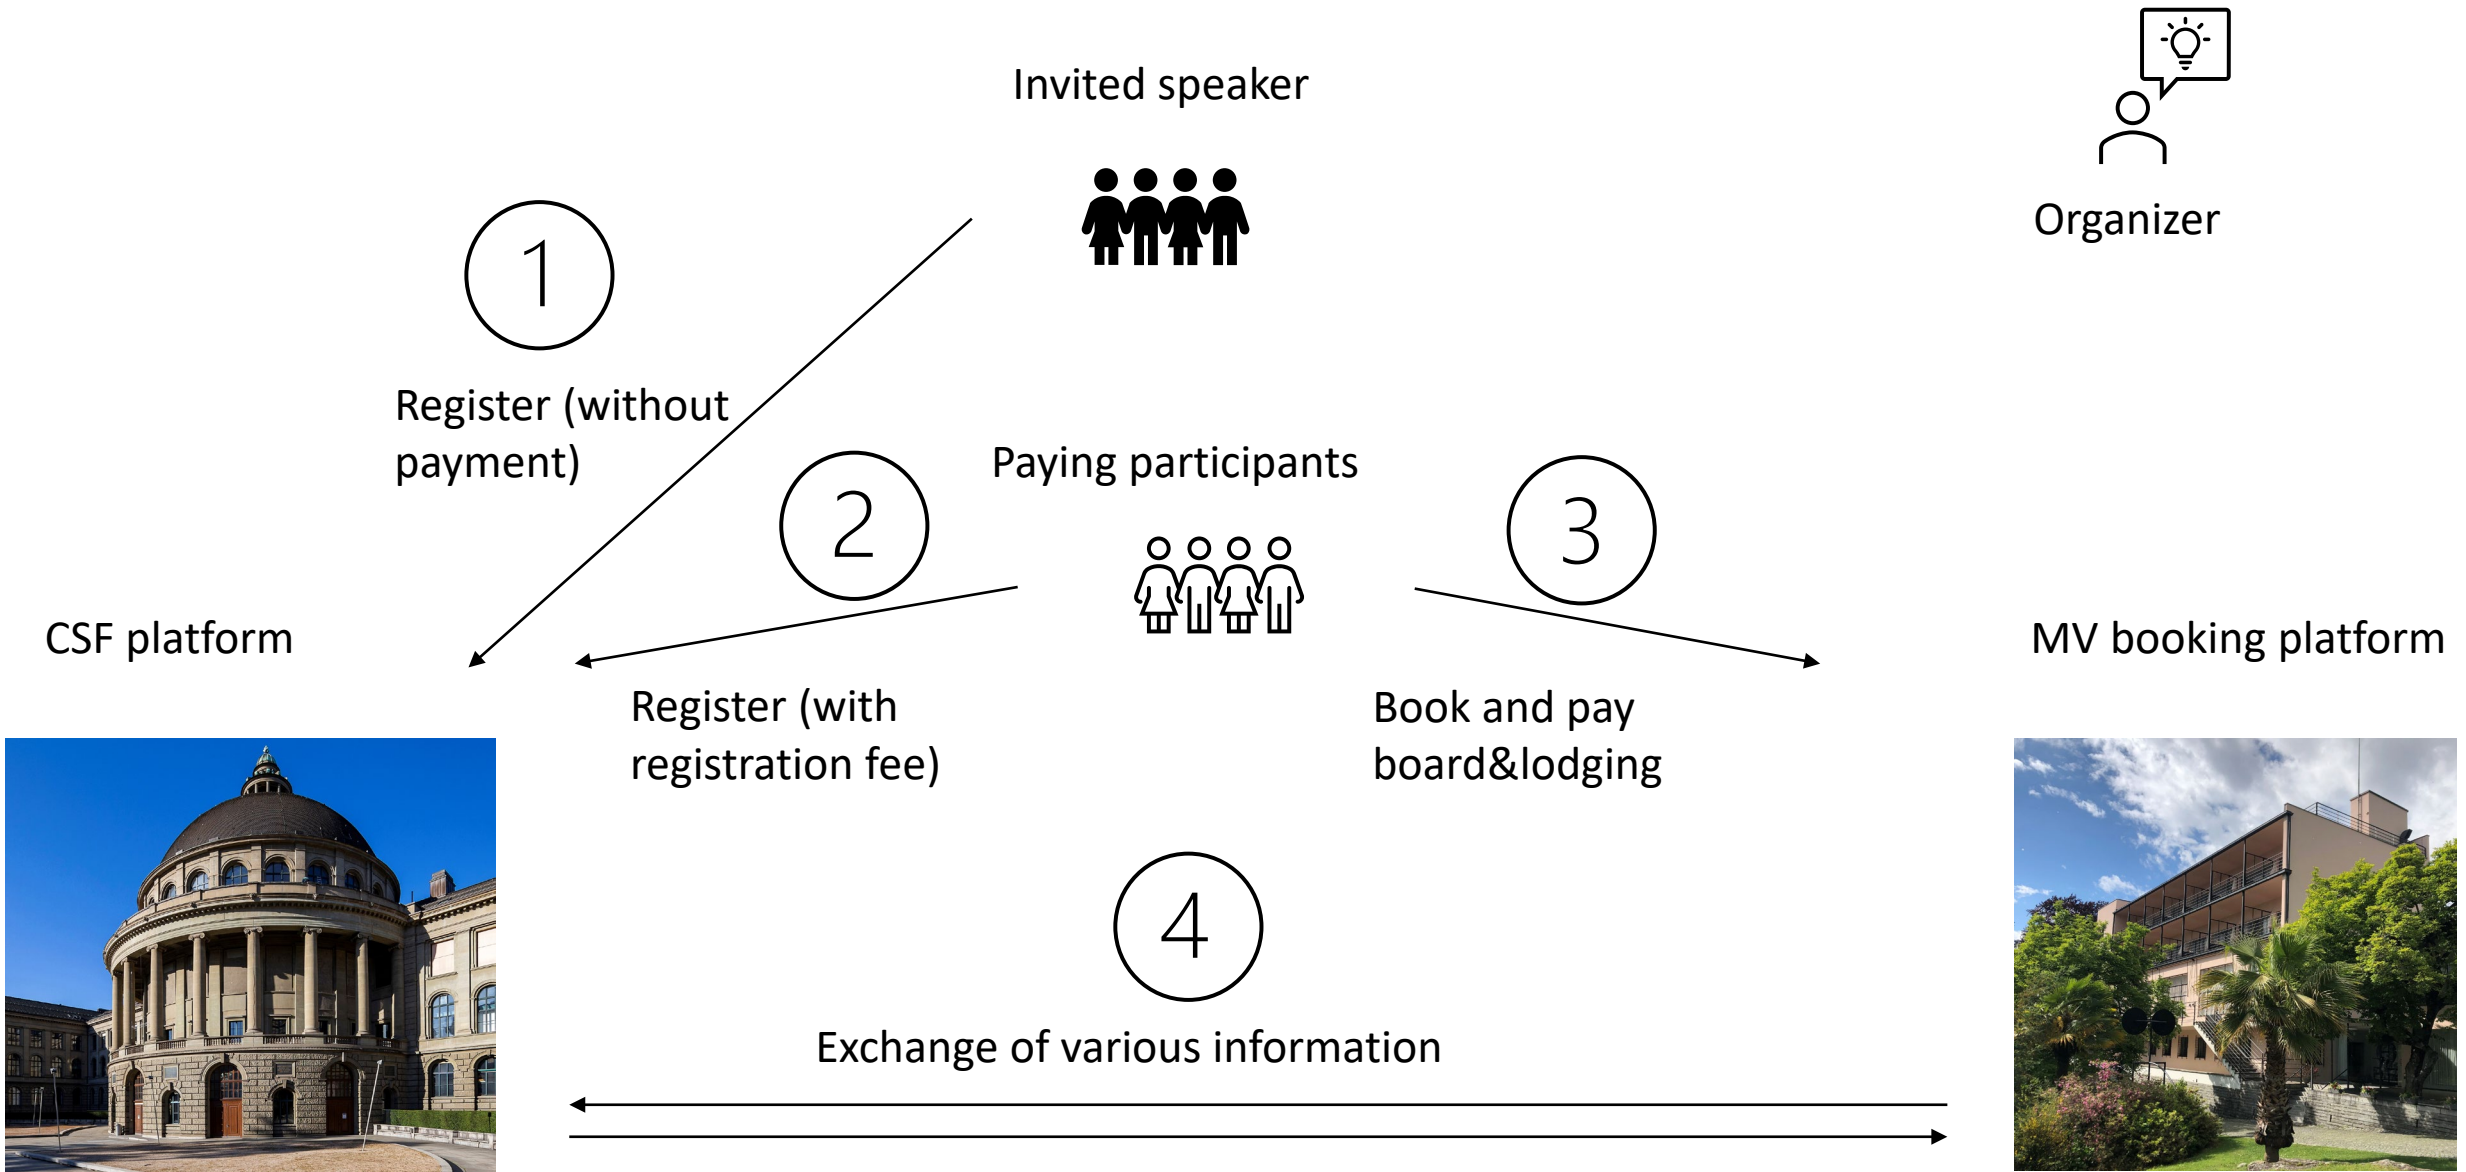 Invited speaker
Organizer
1
Register (without
payment)
2
Paying participants
3
CSF platform
MV booking platform
Register (with
registration fee)
Book and pay
board&lodging
4
Exchange of various information